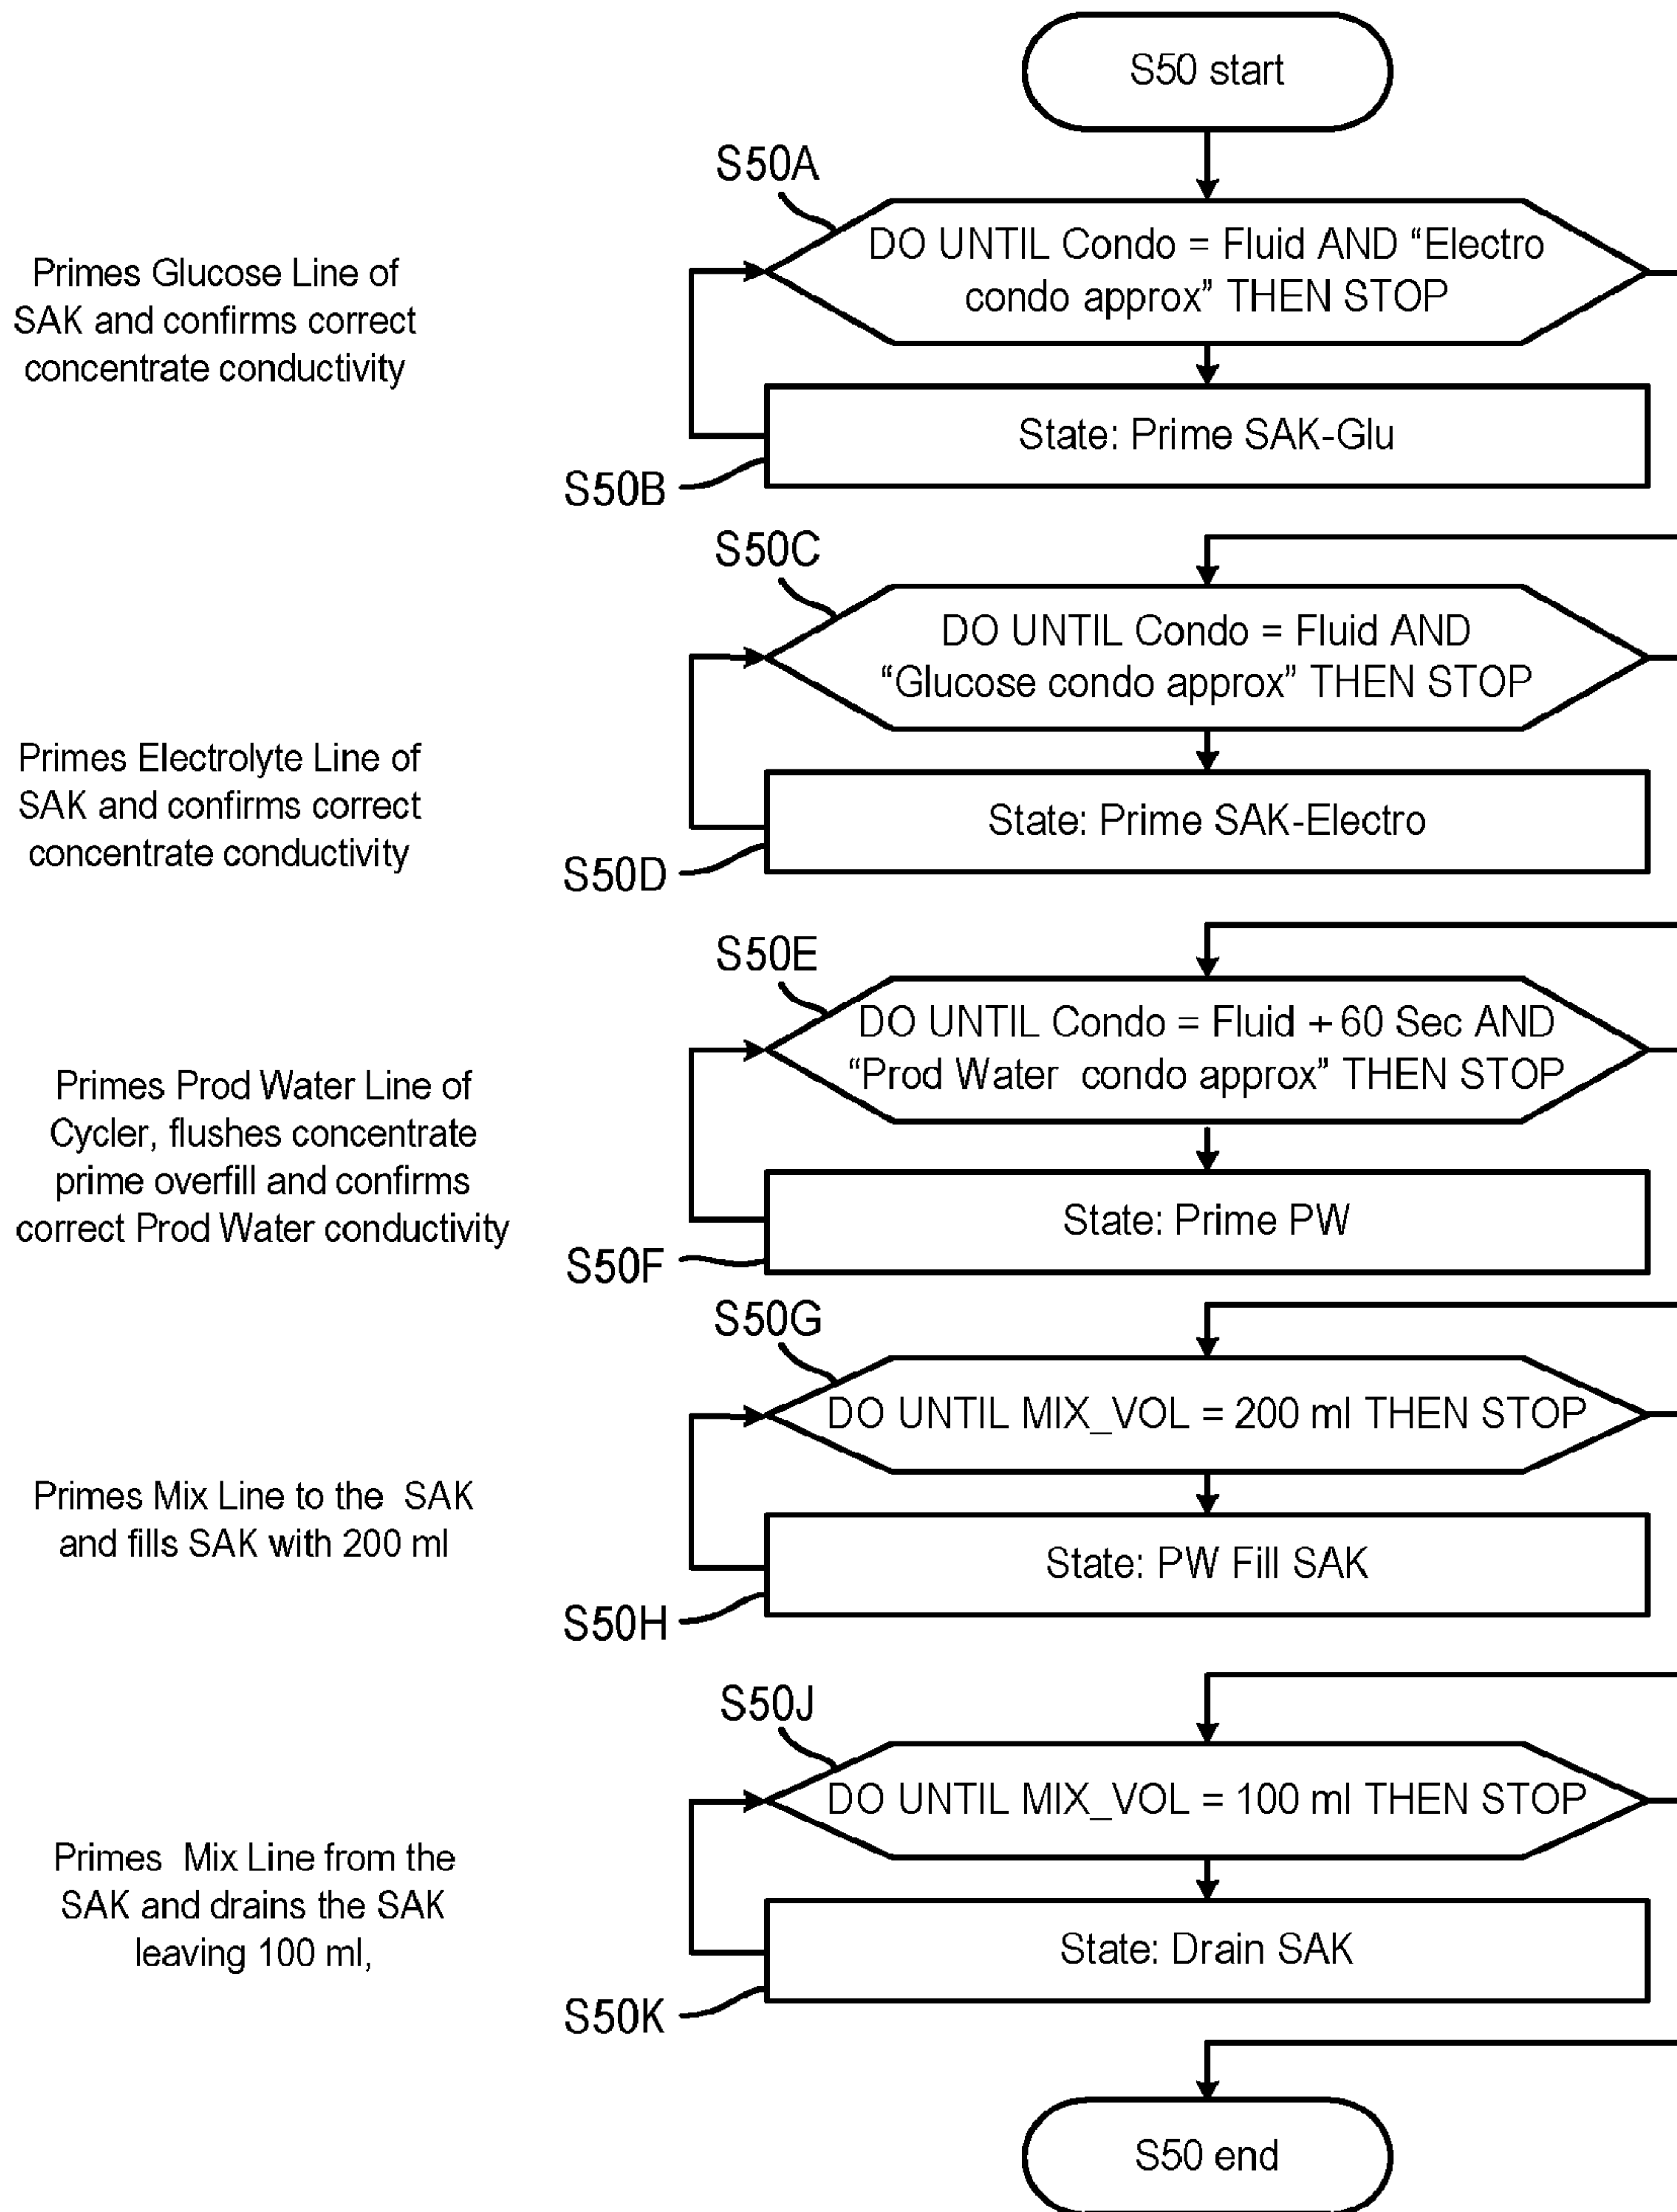 S50 start
S50A
Primes Glucose Line of
SAK and confirms correct
concentrate conductivity
DO UNTIL Condo = Fluid AND “Electro
condo approx” THEN STOP
State: Prime SAK-Glu
S50B
S50C
DO UNTIL Condo = Fluid AND
“Glucose condo approx” THEN STOP
Primes Electrolyte Line of
SAK and confirms correct
concentrate conductivity
State: Prime SAK-Electro
S50D
S50E
DO UNTIL Condo = Fluid + 60 Sec AND
“Prod Water condo approx” THEN STOP
Primes Prod Water Line of
Cycler, flushes concentrate
prime overfill and confirms
correct Prod Water conductivity
State: Prime PW
S50F
S50G
DO UNTIL MIX_VOL = 200 ml THEN STOP
Primes Mix Line to the SAK
and fills SAK with 200 ml
State: PW Fill SAK
S50H
S50J
DO UNTIL MIX_VOL = 100 ml THEN STOP
Primes Mix Line from the
SAK and drains the SAK
leaving 100 ml,
State: Drain SAK
S50K
S50 end